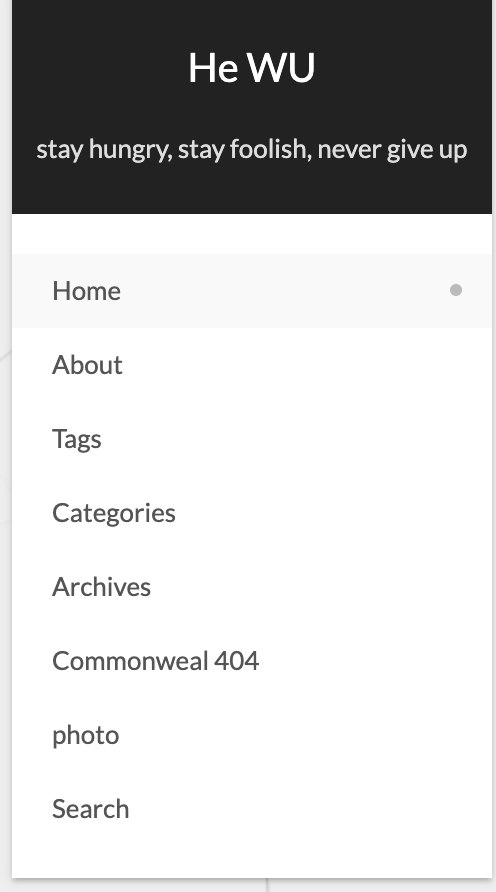 He WU
stay hungry, stay foolish, never give up
Home
About
Tags
Categories
Archives
Commonweal 404
photo
Search